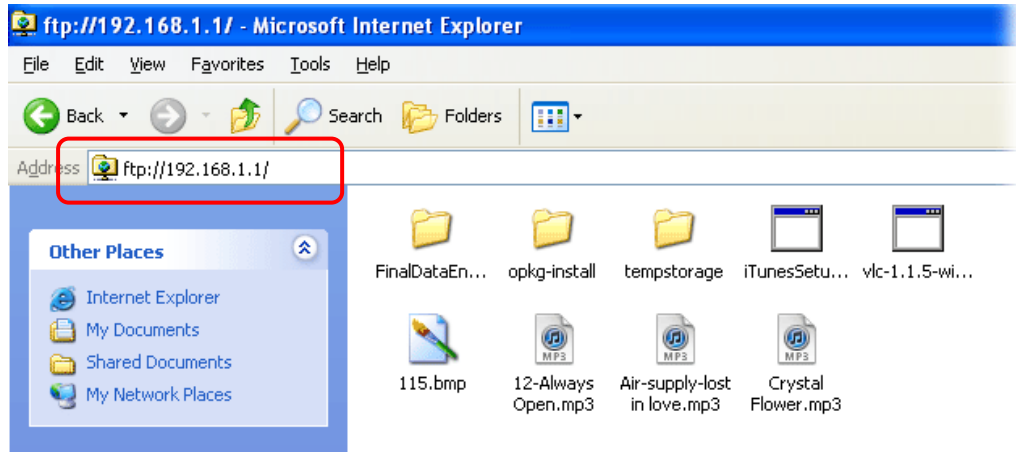 ftp://192.168.1.1/ - Microsoft Internet Explorer
File Edit View Favorites Tools Help
Back Search Folders
Address ftp://192.168.1.1/
Other Places
Internet Explorer
My Documents
Shared Documents
My Network Places
FinalDataEn... opkg-install tempstorage iTunesSetu... vlc-1.1.5-wi...
MP3 MP3 MP3
115.bmp 12-Always Air-supply-lost Crystal
Open.mp3 in love.mp3 Flower.mp3